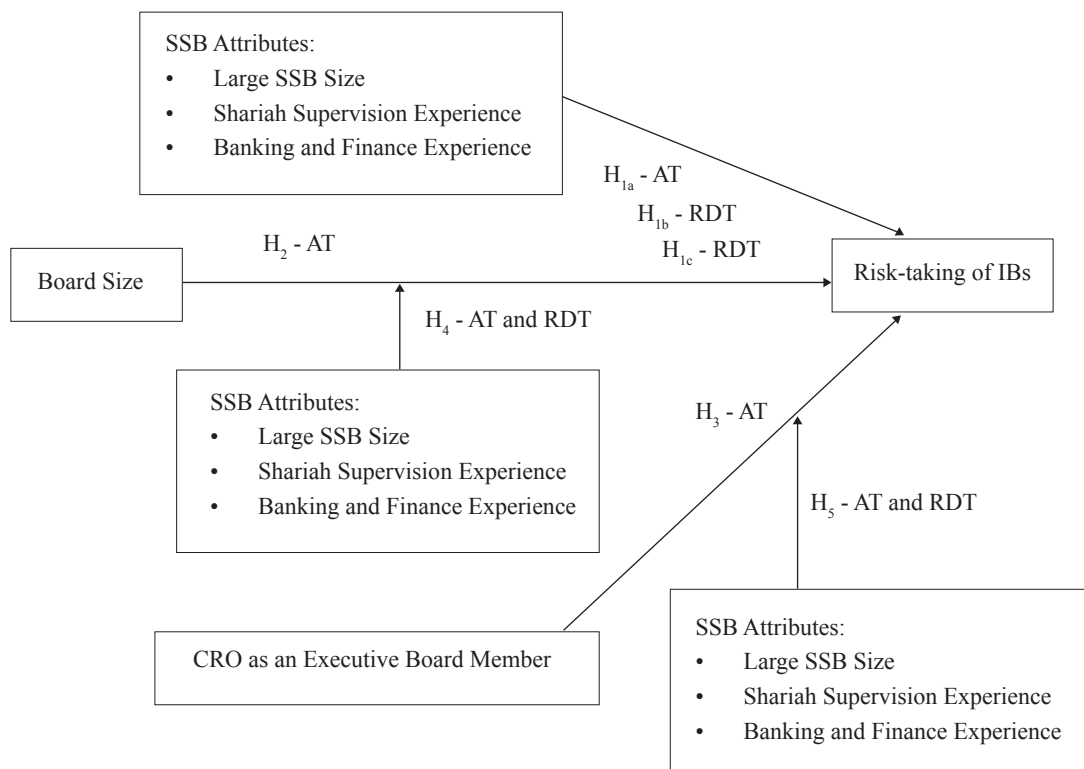 SSB Attributes:
• Large SSB Size
• Shariah Supervision Experience
• Banking and Finance Experience
H1a - AT
H1b - RDT
H1c - RDT
H2 - AT
Board Size
Risk-taking of IBs
H4 - AT and RDT
SSB Attributes:
• Large SSB Size
• Shariah Supervision Experience
• Banking and Finance Experience
H3 - AT
H5 - AT and RDT
CRO as an Executive Board Member
SSB Attributes:
• Large SSB Size
• Shariah Supervision Experience
• Banking and Finance Experience